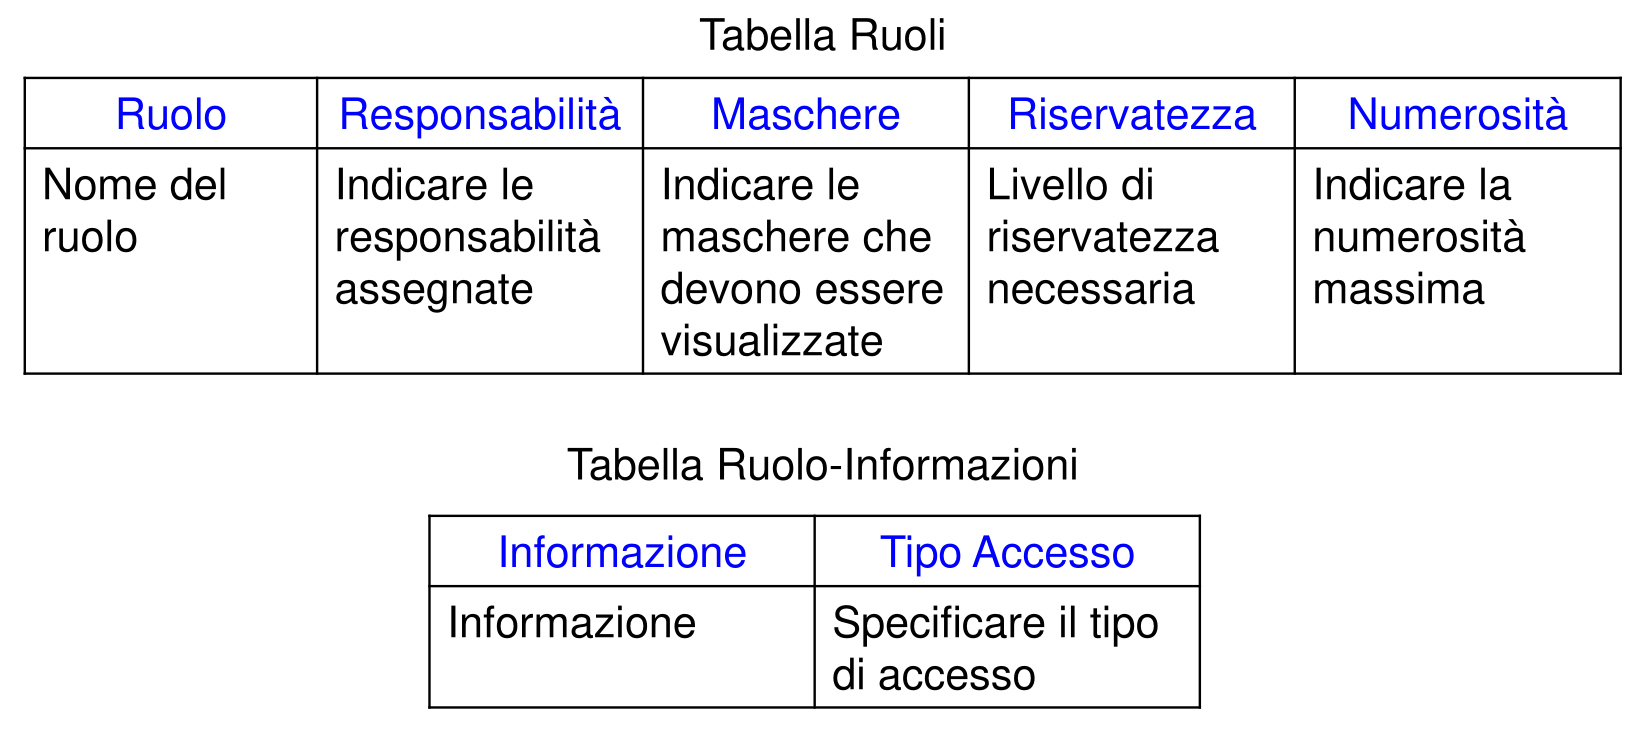 Tabella Ruoli
Ruolo Responsabilità Maschere Riservatezza Numerosità
Nome del Indicare le Indicare le Livello di Indicare la
ruolo responsabilità maschere che riservatezza numerosità
assegnate devono essere necessaria massima
visualizzate
Tabella Ruolo-Informazioni
Informazione Tipo Accesso
Informazione Specificare il tipo
di accesso